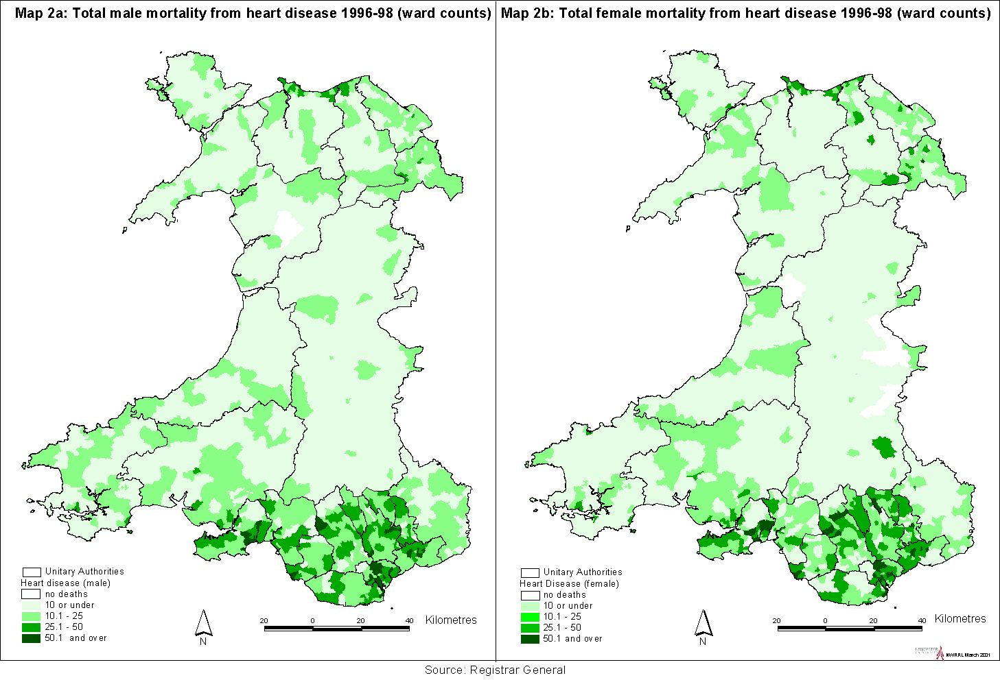 Map 2a: Total male mortality from heart disease 1996-98 (ward counts)
Unitary Authorities
Heart disease (male)
no deaths
10 or under
10.1 - 25
25.1 - 50
50.1 and over
N
20 0 20 40 Kilometres
Map 2b: Total female mortality from heart disease 1996-98 (ward counts)
Unitary Authorities
Heart Disease (female)
no deaths
10 or under
10.1 - 25
25.1 - 50
50.1 and over
N
20 0 20 40 Kilometres
LANCASTER
UNIVERSITY
NWRRL March 2001
Source: Registrar General